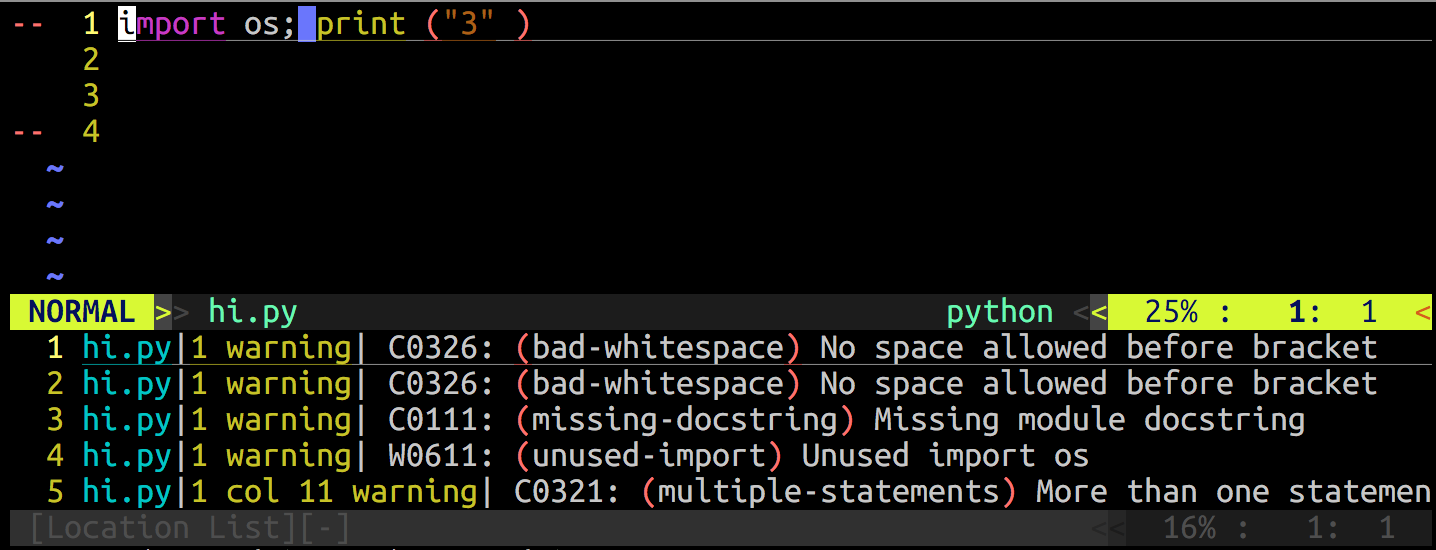 -- 1 import os; print ("3" )
2
3
-- 4
~
~
~
~
NORMAL >> hi.py python << 25% : 1: 1 <
1 hi.py|1 warning| C0326: (bad-whitespace) No space allowed before bracket
2 hi.py|1 warning| C0326: (bad-whitespace) No space allowed before bracket
3 hi.py|1 warning| C0111: (missing-docstring) Missing module docstring
4 hi.py|1 warning| W0611: (unused-import) Unused import os
5 hi.py|1 col 11 warning| C0321: (multiple-statements) More than one statemen
[Location List][-] << 16% : 1: 1